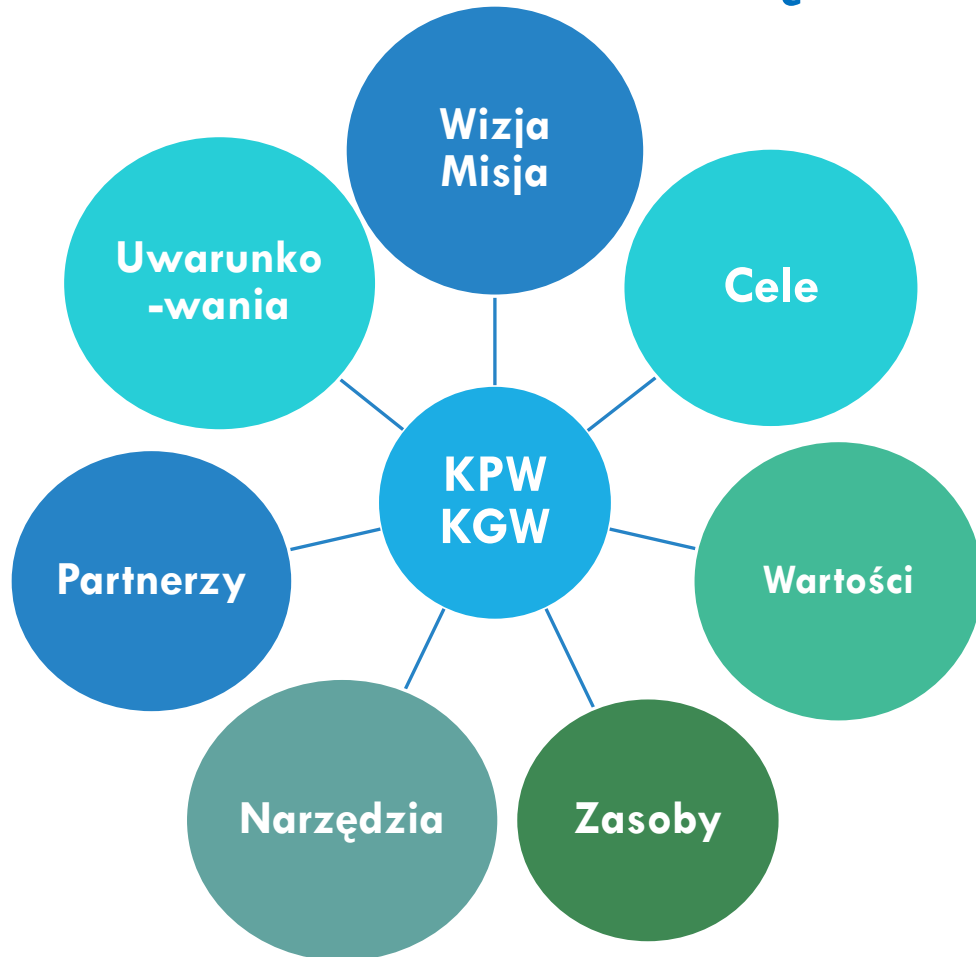 Wizja
Misja
Uwarunko
-wania
Cele
KPW
KGW
Partnerzy
Wartości
Narzędzia
Zasoby